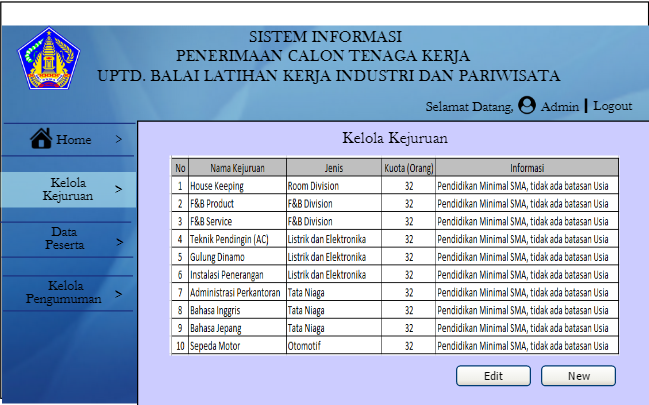 SISTEM INFORMASI
PENERIMAAN CALON TENAGA KERJA
UPTD. BALAI LATIHAN KERJA INDUSTRI DAN PARIWISATA
Selamat Datang, Admin | Logout
Home >
Kelola Kejuruan >
Data Peserta >
Kelola Pengumuman >
Kelola Kejuruan
No Nama Kejuruan Jenis Kuota (Orang) Informasi
1 House Keeping Room Division 32 Pendidikan Minimal SMA, tidak ada batasan Usia
2 F&B Product F&B Division 32 Pendidikan Minimal SMA, tidak ada batasan Usia
3 F&B Service F&B Division 32 Pendidikan Minimal SMA, tidak ada batasan Usia
4 Teknik Pendingin (AC) Listrik dan Elektronika 32 Pendidikan Minimal SMA, tidak ada batasan Usia
5 Gulung Dinamo Listrik dan Elektronika 32 Pendidikan Minimal SMA, tidak ada batasan Usia
6 Instalasi Penerangan Listrik dan Elektronika 32 Pendidikan Minimal SMA, tidak ada batasan Usia
7 Administrasi Perkantoran Tata Niaga 32 Pendidikan Minimal SMA, tidak ada batasan Usia
8 Bahasa Inggris Tata Niaga 32 Pendidikan Minimal SMA, tidak ada batasan Usia
9 Bahasa Jepang Tata Niaga 32 Pendidikan Minimal SMA, tidak ada batasan Usia
10 Sepeda Motor Otomotif 32 Pendidikan Minimal SMA, tidak ada batasan Usia
Edit New